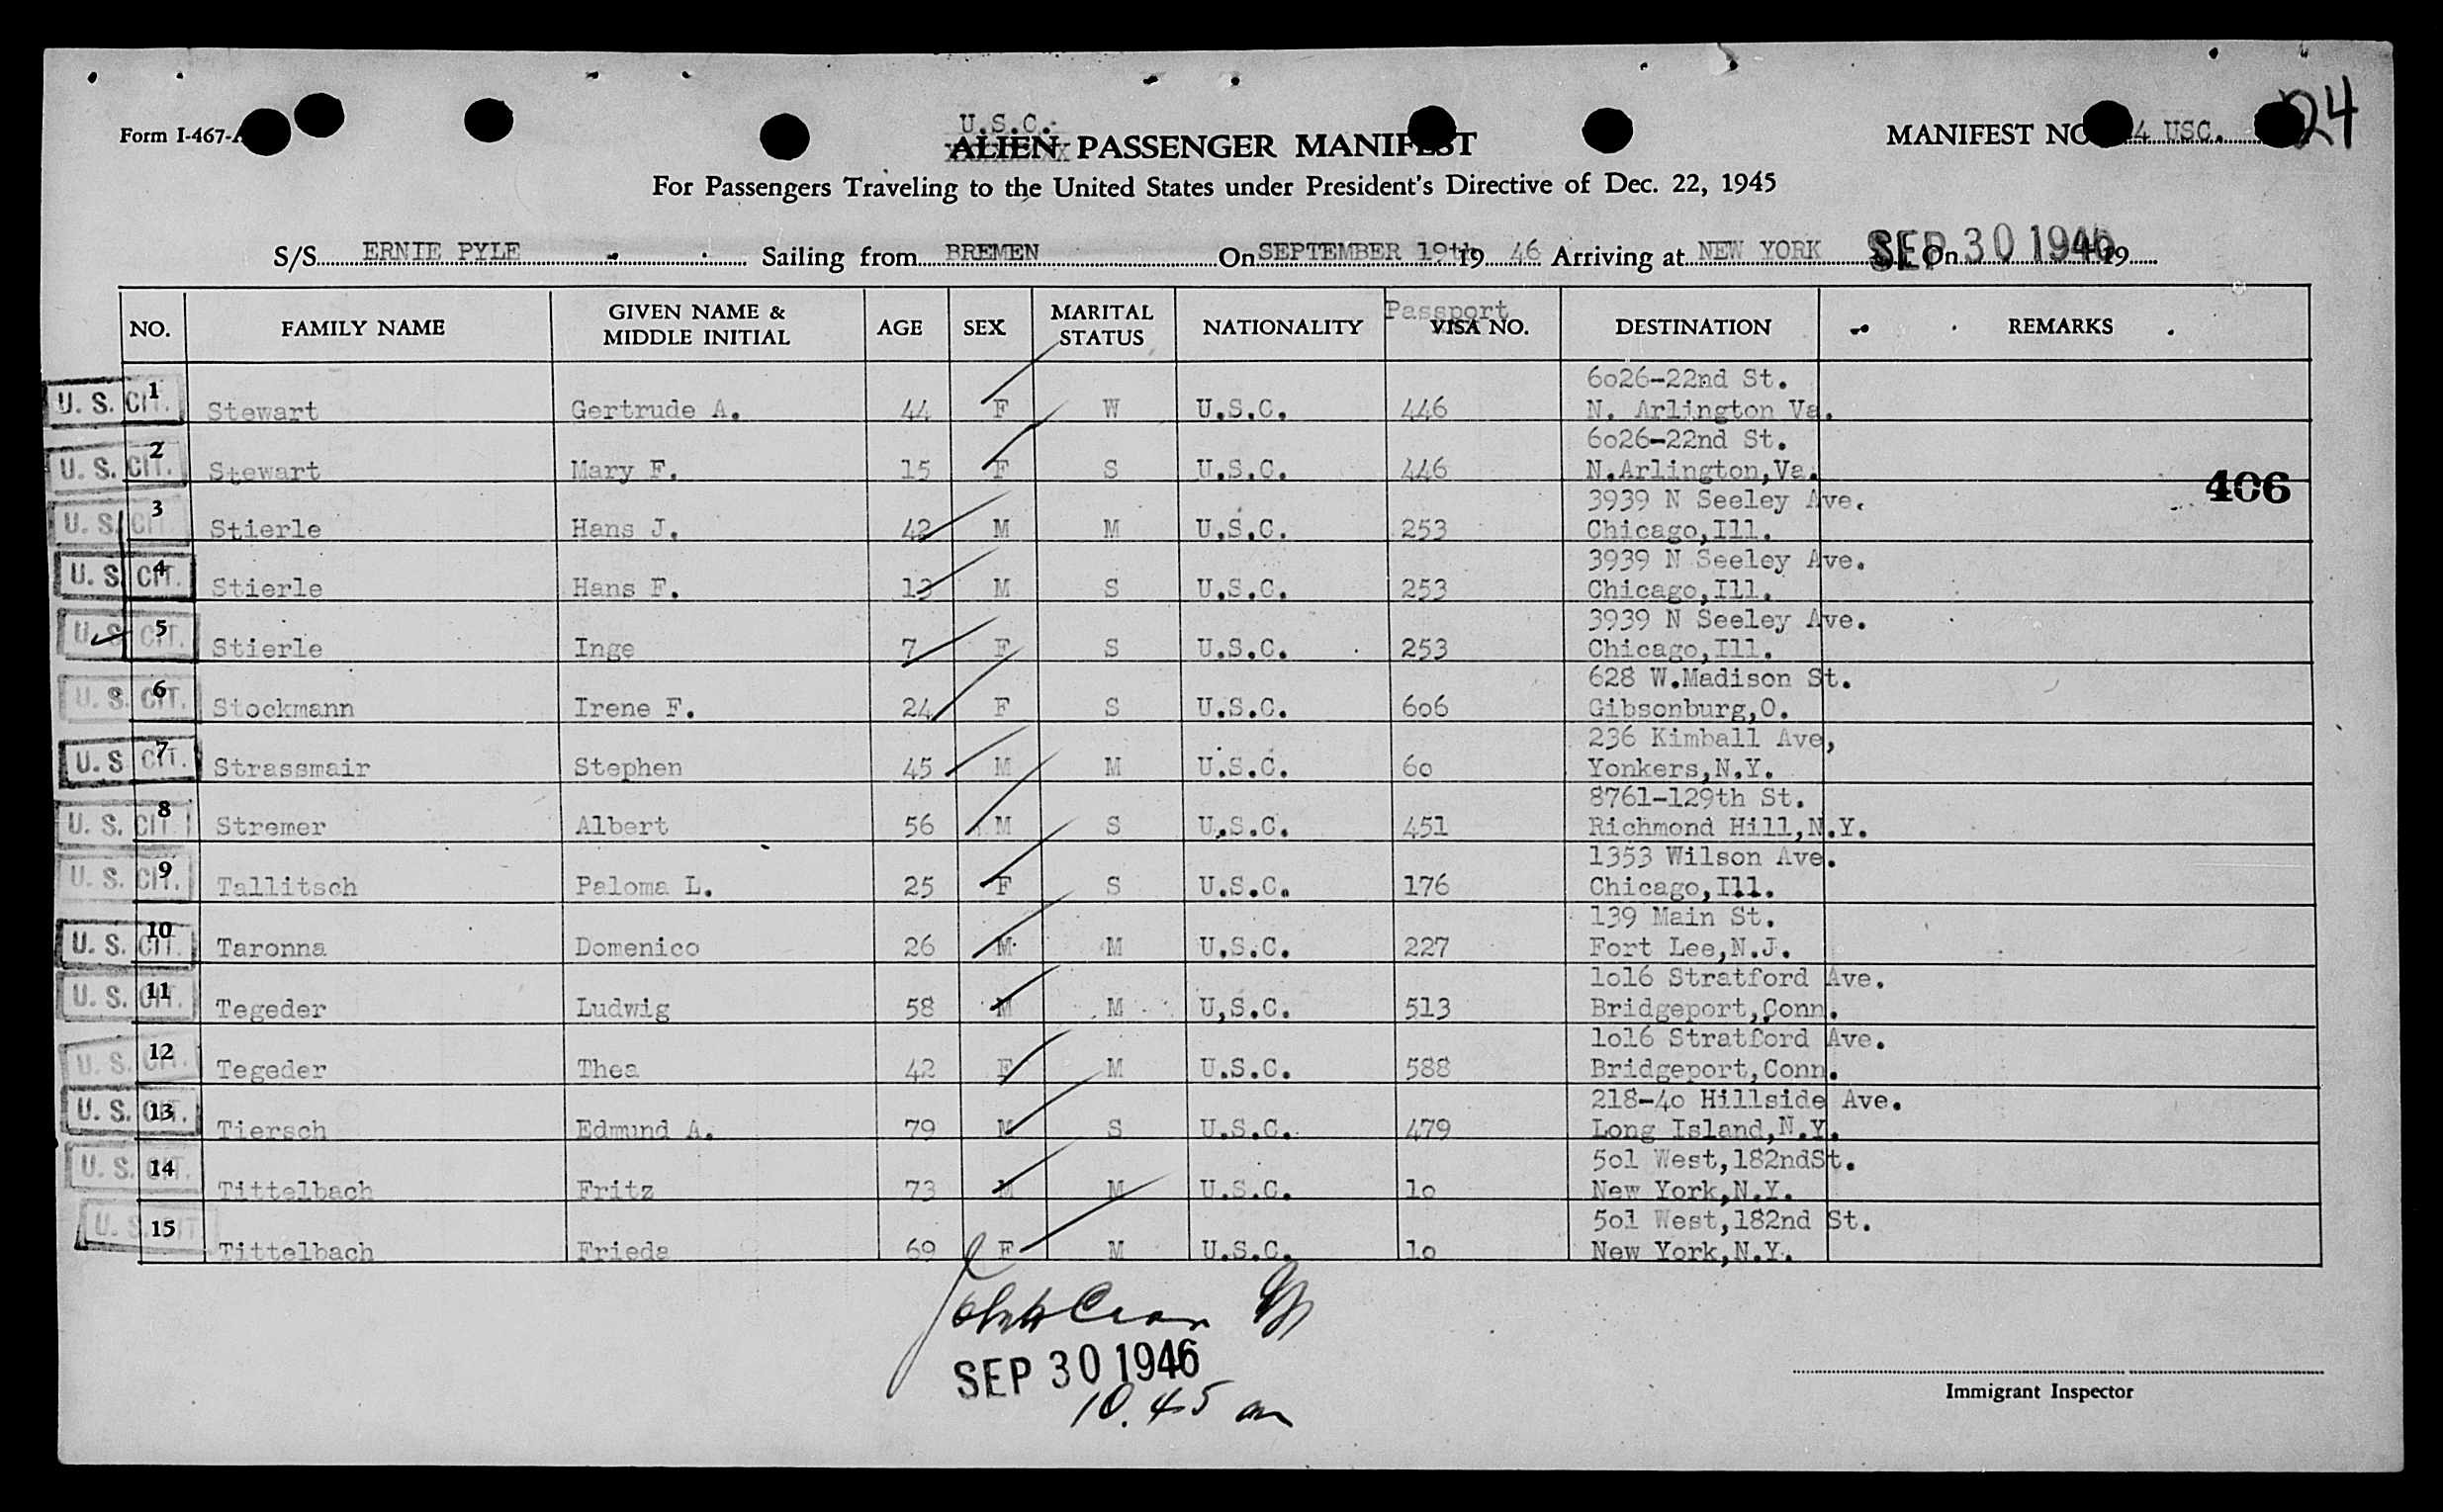 U.S.C.
Form I-467-A
ALIEN PASSENGER MANIFEST
MANIFEST NO. 4 USC. 24
For Passengers Traveling to the United States under President's Directive of Dec. 22, 1945
S/S ERNIE PYLE Sailing from BREMEN On SEPTEMBER 19th 19 46 Arriving at NEW YORK On SEP 30 1946 19
NO. FAMILY NAME GIVEN NAME & MIDDLE INITIAL AGE SEX MARITAL STATUS NATIONALITY Passport VISA NO. DESTINATION REMARKS
6026-22nd St.
U. S. CIT. 1 Stewart Gertrude A. 44 F W U.S.C. 446 N. Arlington Va.
6026-22nd St.
U. S. CIT. 2 Stewart Mary F. 15 F S U.S.C. 446 N.Arlington,Va.
406
3939 N Seeley Ave.
U. S. CIT 3 Stierle Hans J. 42 M M U.S.C. 253 Chicago,Ill.
3939 N Seeley Ave.
U. S. CIT. 4 Stierle Hans F. 13 M S U.S.C. 253 Chicago,Ill.
3939 N Seeley Ave.
U. S. CIT. 5 Stierle Inge 7 F S U.S.C. 253 Chicago,Ill.
628 W.Madison St.
U. S. CIT. 6 Stockmann Irene F. 24 F S U.S.C. 606 Gibsonburg,O.
236 Kimball Ave,
U. S CIT. 7 Strassmair Stephen 45 M M U.S.C. 60 Yonkers,N.Y.
8761-129th St.
U. S. CIT 8 Stremer Albert 56 M S U.S.C. 451 Richmond Hill,N.Y.
1353 Wilson Ave.
U. S. CIT. 9 Tallitsch Paloma L. 25 F S U.S.C. 176 Chicago,Ill.
139 Main St.
U. S. CIT. 10 Taronna Domenico 26 M M U.S.C. 227 Fort Lee,N.J.
1o16 Stratford Ave.
U. S. CIT. 11 Tegeder Ludwig 58 M M U,S.C. 513 Bridgeport,Conn.
1o16 Stratford Ave.
U. S. CIT. 12 Tegeder Thea 42 F M U.S.C. 588 Bridgeport,Conn.
218-4o Hillside Ave.
U. S. CIT. 13 Tiersch Edmund A. 79 M S U.S.C. 479 Long Island,N.Y.
5o1 West,182ndSt.
U. S. CIT. 14 Tittelbach Fritz 73 M M U.S.C. 1o New York,N.Y.
5o1 West,182nd St.
U. S. CIT 15 Tittelbach Frieda 69 F M U.S.C. 1o New York,N.Y.
SEP 30 1946
10.45 am
Immigrant Inspector